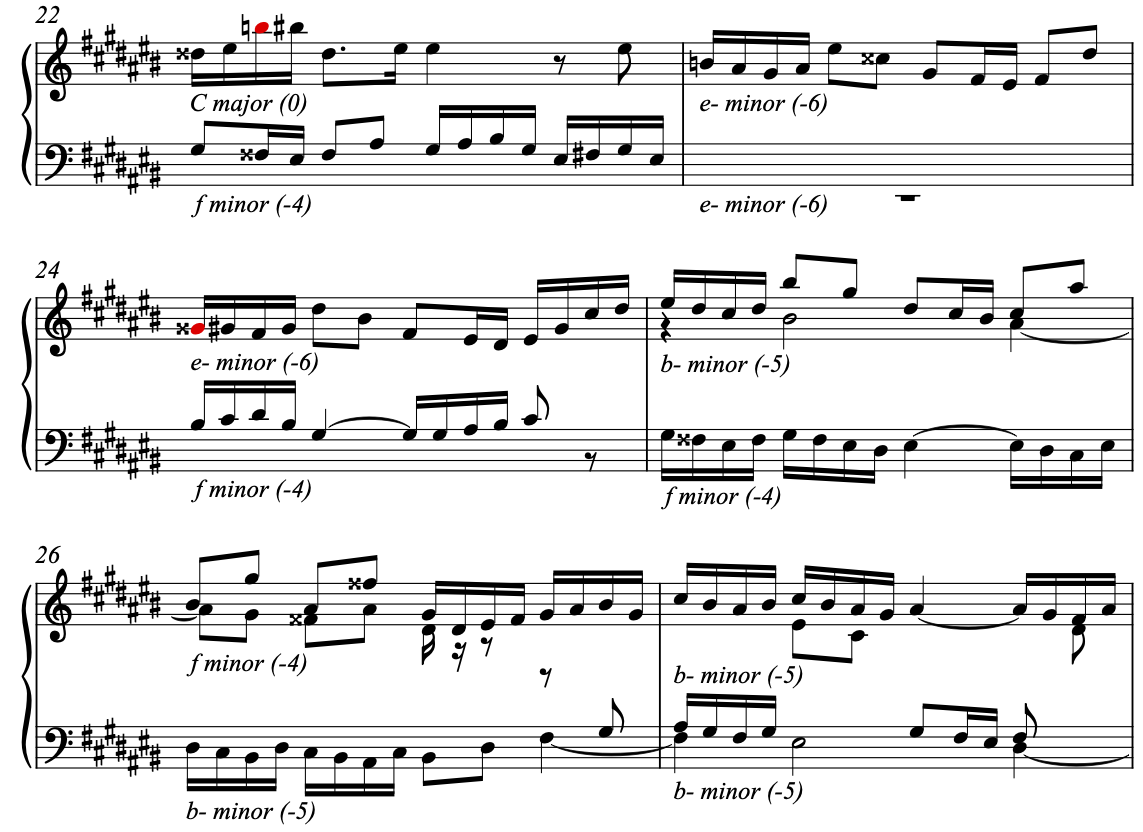 22
C major (0)
e- minor (-6)
f minor (-4)
e- minor (-6)
24
e- minor (-6)
b- minor (-5)
f minor (-4)
f minor (-4)
26
f minor (-4)
b- minor (-5)
b- minor (-5)
b- minor (-5)